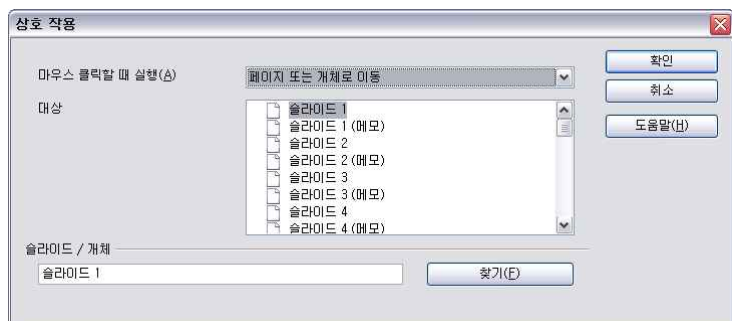 상호 작용
마우스 클릭할 때 실행(A)
페이지 또는 개체로 이동
확인
취소
도움말(H)
대상
슬라이드 1
슬라이드 1 (메모)
슬라이드 2
슬라이드 2 (메모)
슬라이드 3
슬라이드 3 (메모)
슬라이드 4
슬라이드 4 (메모)
슬라이드 / 개체
슬라이드 1
찾기(F)